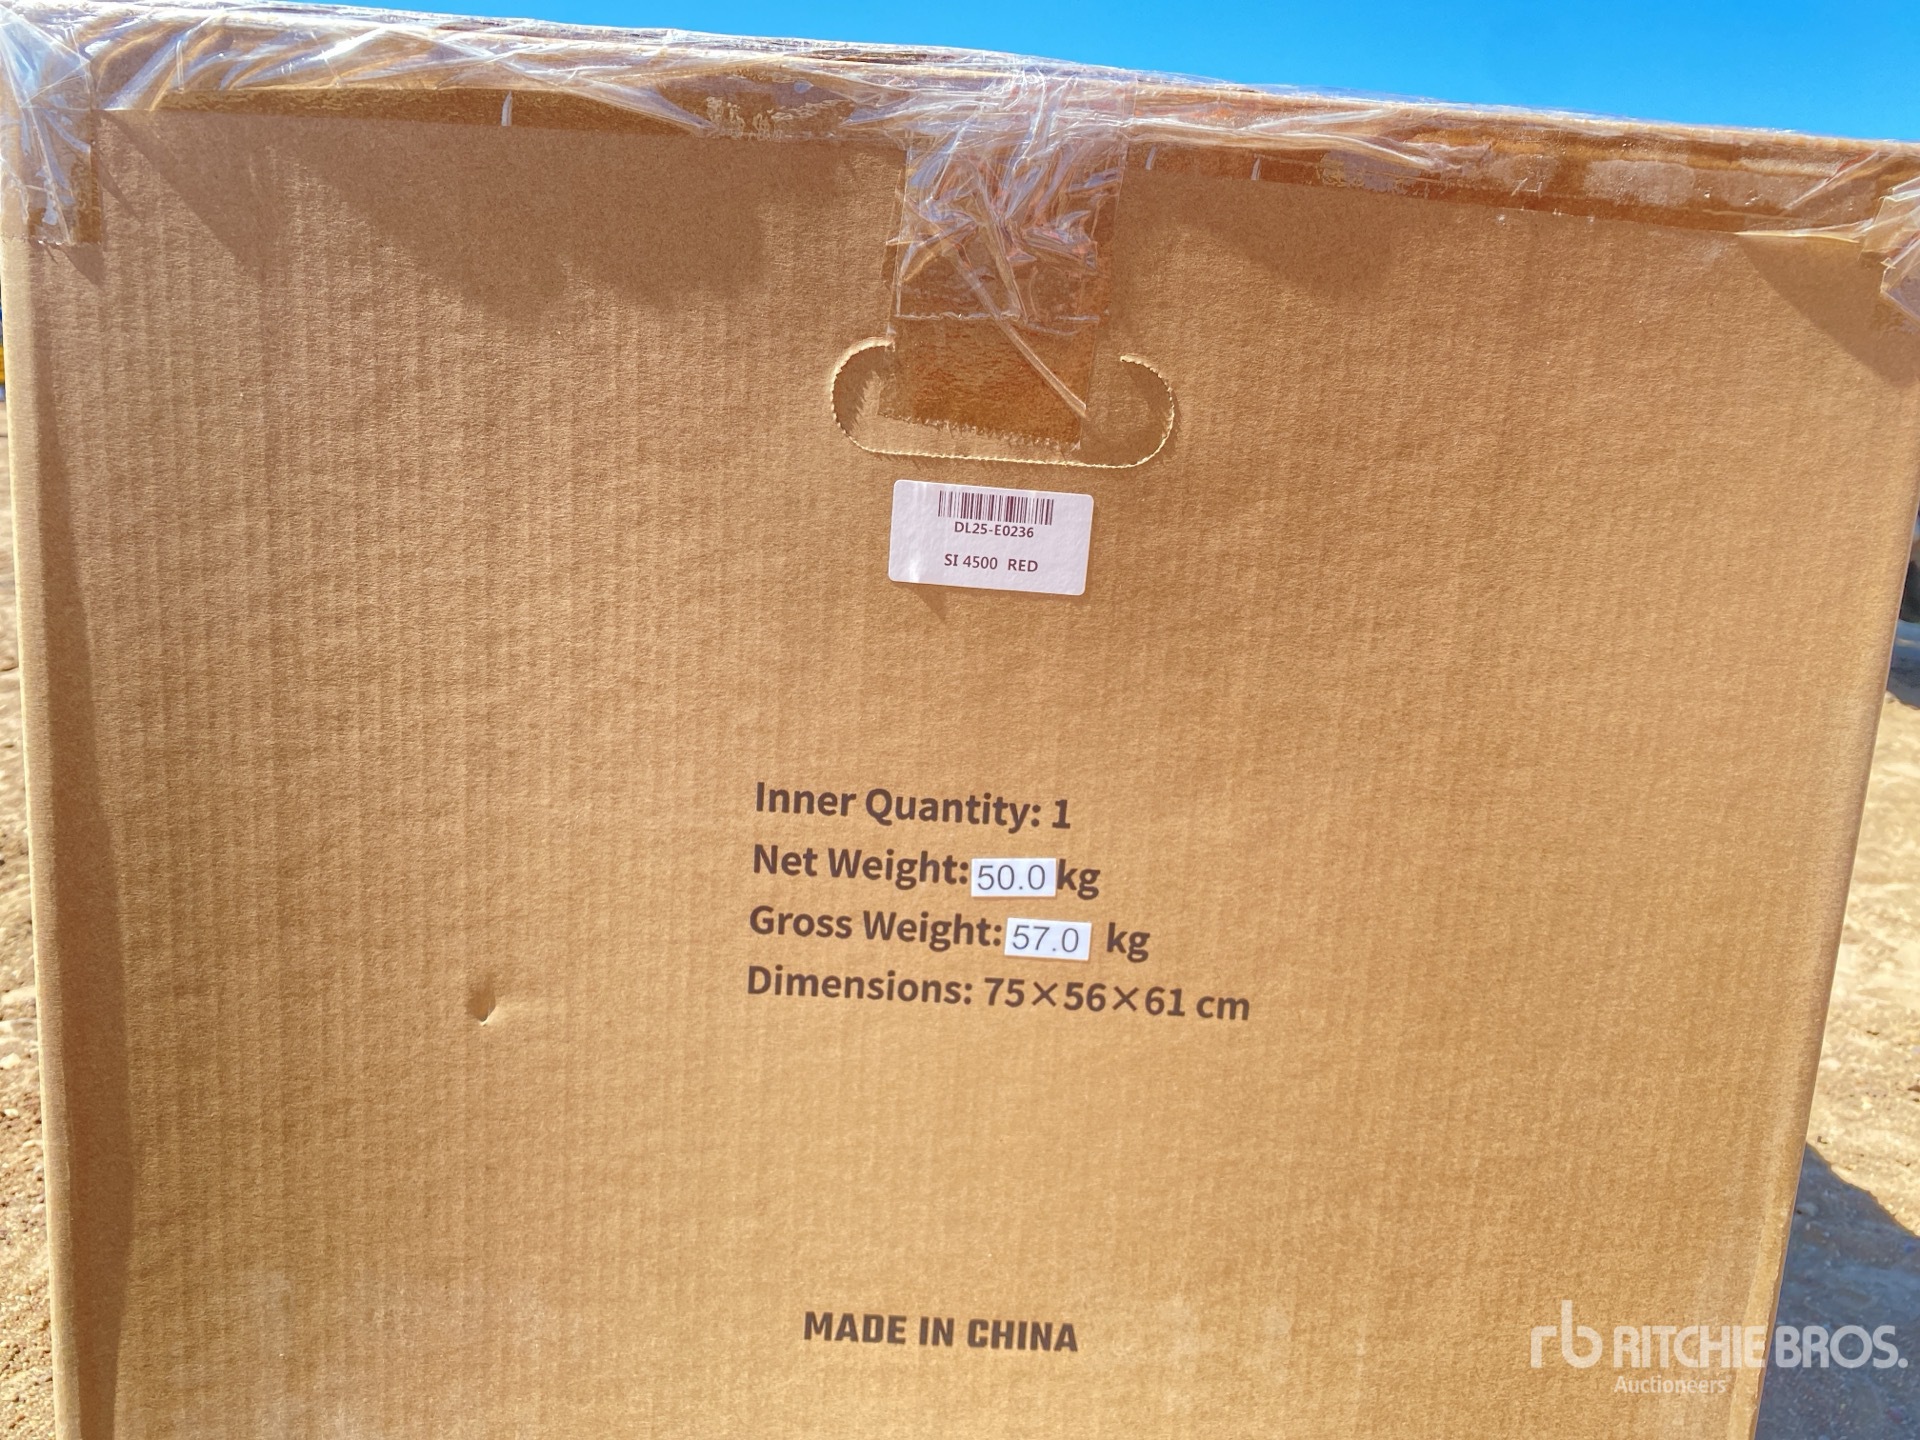 DL25-E0236
SI 4500 RED
Inner Quantity: 1
Net Weight: 50.0 kg
Gross Weight: 57.0 kg
Dimensions: 75×56×61 cm
MADE IN CHINA
rb RITCHIE BROS.
Auctioneers